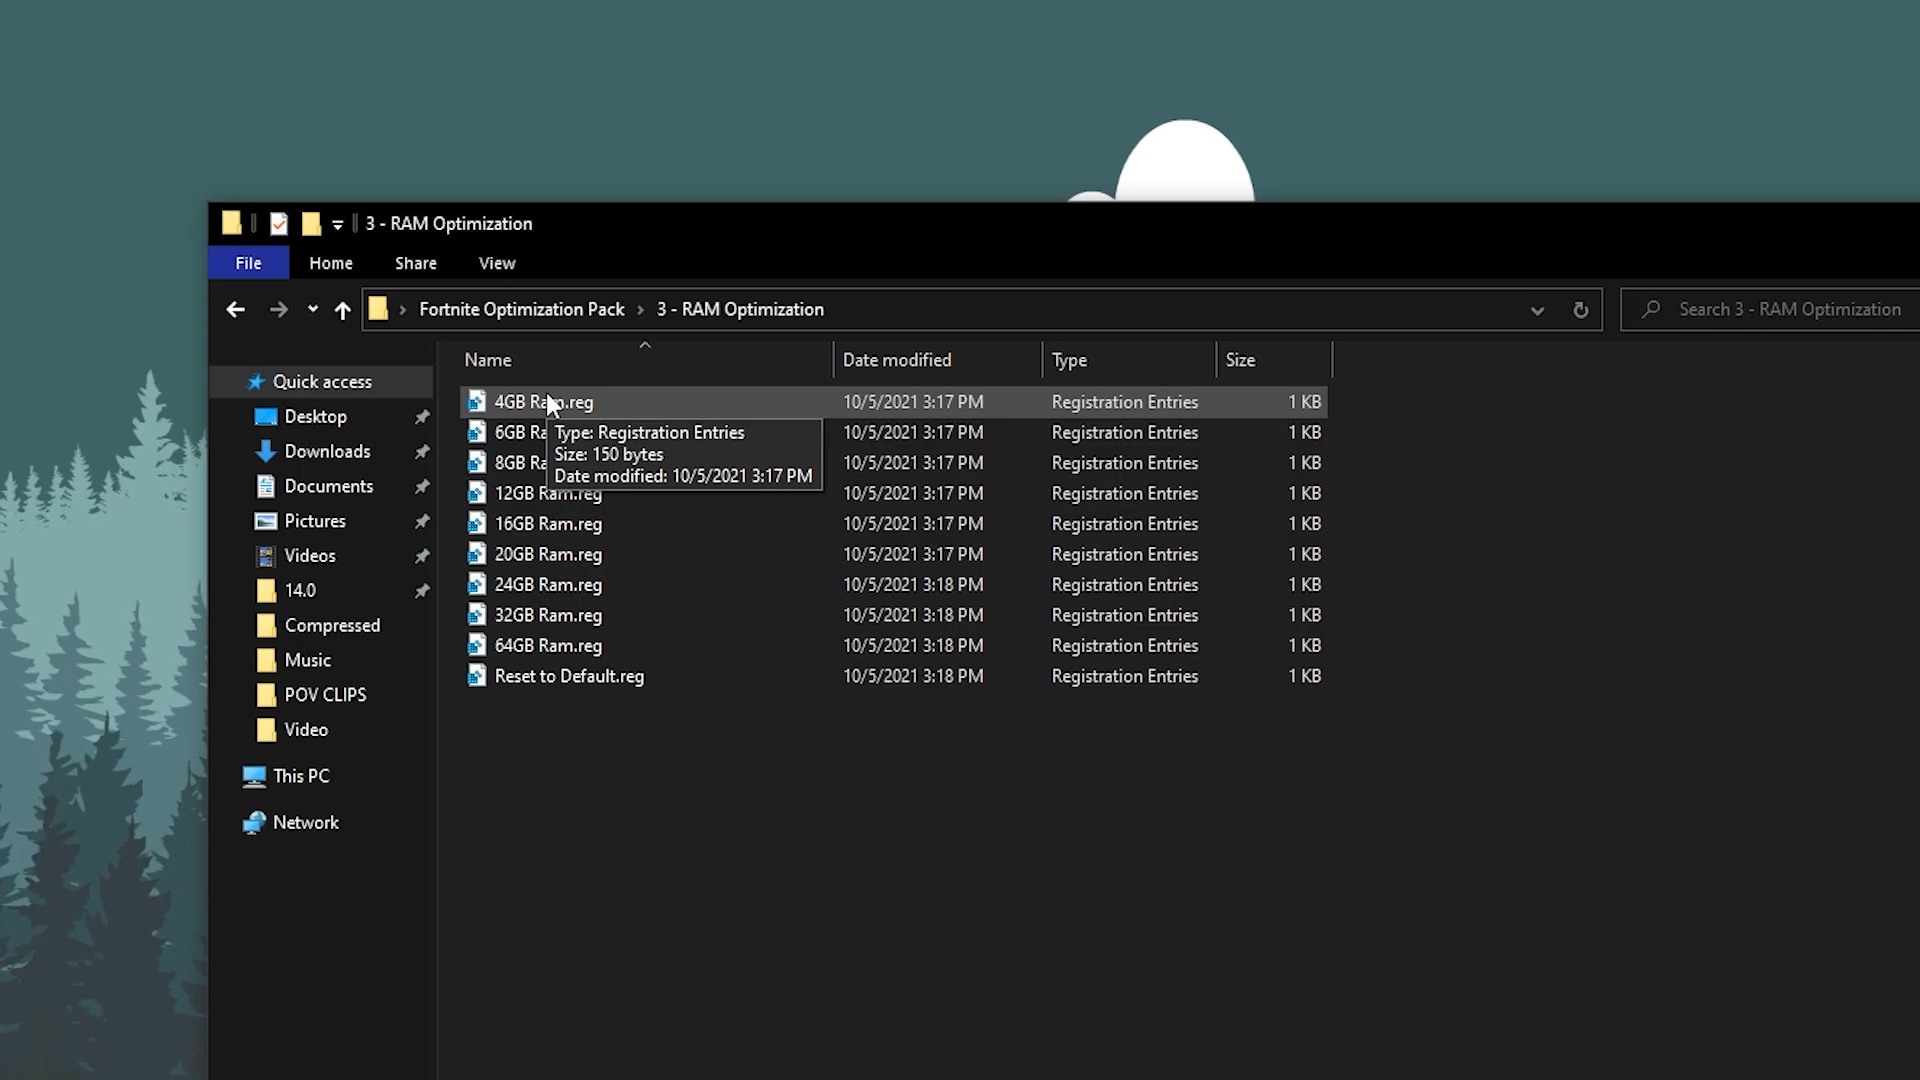 3 - RAM Optimization
File Home Share View
Fortnite Optimization Pack > 3 - RAM Optimization
Search 3 - RAM Optimization
Quick access
Desktop
Downloads
Documents
Pictures
Videos
14.0
Compressed
Music
POV CLIPS
Video
This PC
Network
Name Date modified Type Size
4GB Ram.reg 10/5/2021 3:17 PM Registration Entries 1 KB
6GB Ra 10/5/2021 3:17 PM Registration Entries 1 KB
8GB Ra 10/5/2021 3:17 PM Registration Entries 1 KB
12GB Ram.reg 10/5/2021 3:17 PM Registration Entries 1 KB
16GB Ram.reg 10/5/2021 3:17 PM Registration Entries 1 KB
20GB Ram.reg 10/5/2021 3:17 PM Registration Entries 1 KB
24GB Ram.reg 10/5/2021 3:18 PM Registration Entries 1 KB
32GB Ram.reg 10/5/2021 3:18 PM Registration Entries 1 KB
64GB Ram.reg 10/5/2021 3:18 PM Registration Entries 1 KB
Reset to Default.reg 10/5/2021 3:18 PM Registration Entries 1 KB
Type: Registration Entries
Size: 150 bytes
Date modified: 10/5/2021 3:17 PM